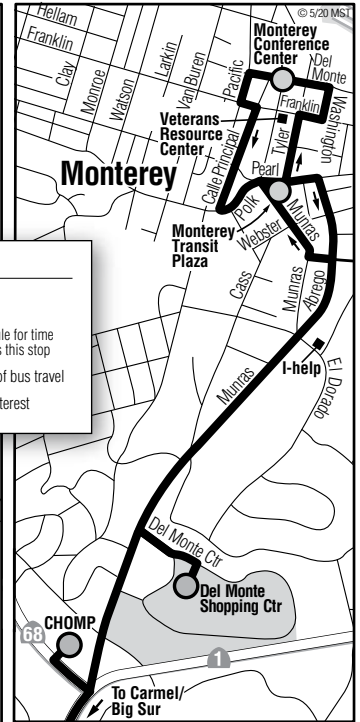 © 5/20 MST
Hellam
Franklin
Clay
Monroe
Watson
Larkin
Van Buren
Pacific
Monterey
Conference
Center
Del
Monte
Franklin
Washington
Veterans
Resource
Center
Tyler
Calle Principal
Monterey
Pearl
Polk
Munras
Webster
Monterey
Transit
Plaza
Cass
Munras
Abrego
le for time
s this stop
of bus travel
terest
I-help
El Dorado
Munras
Del Monte Ctr
Del Monte
Shopping Ctr
CHOMP
68
1
To Carmel/
Big Sur